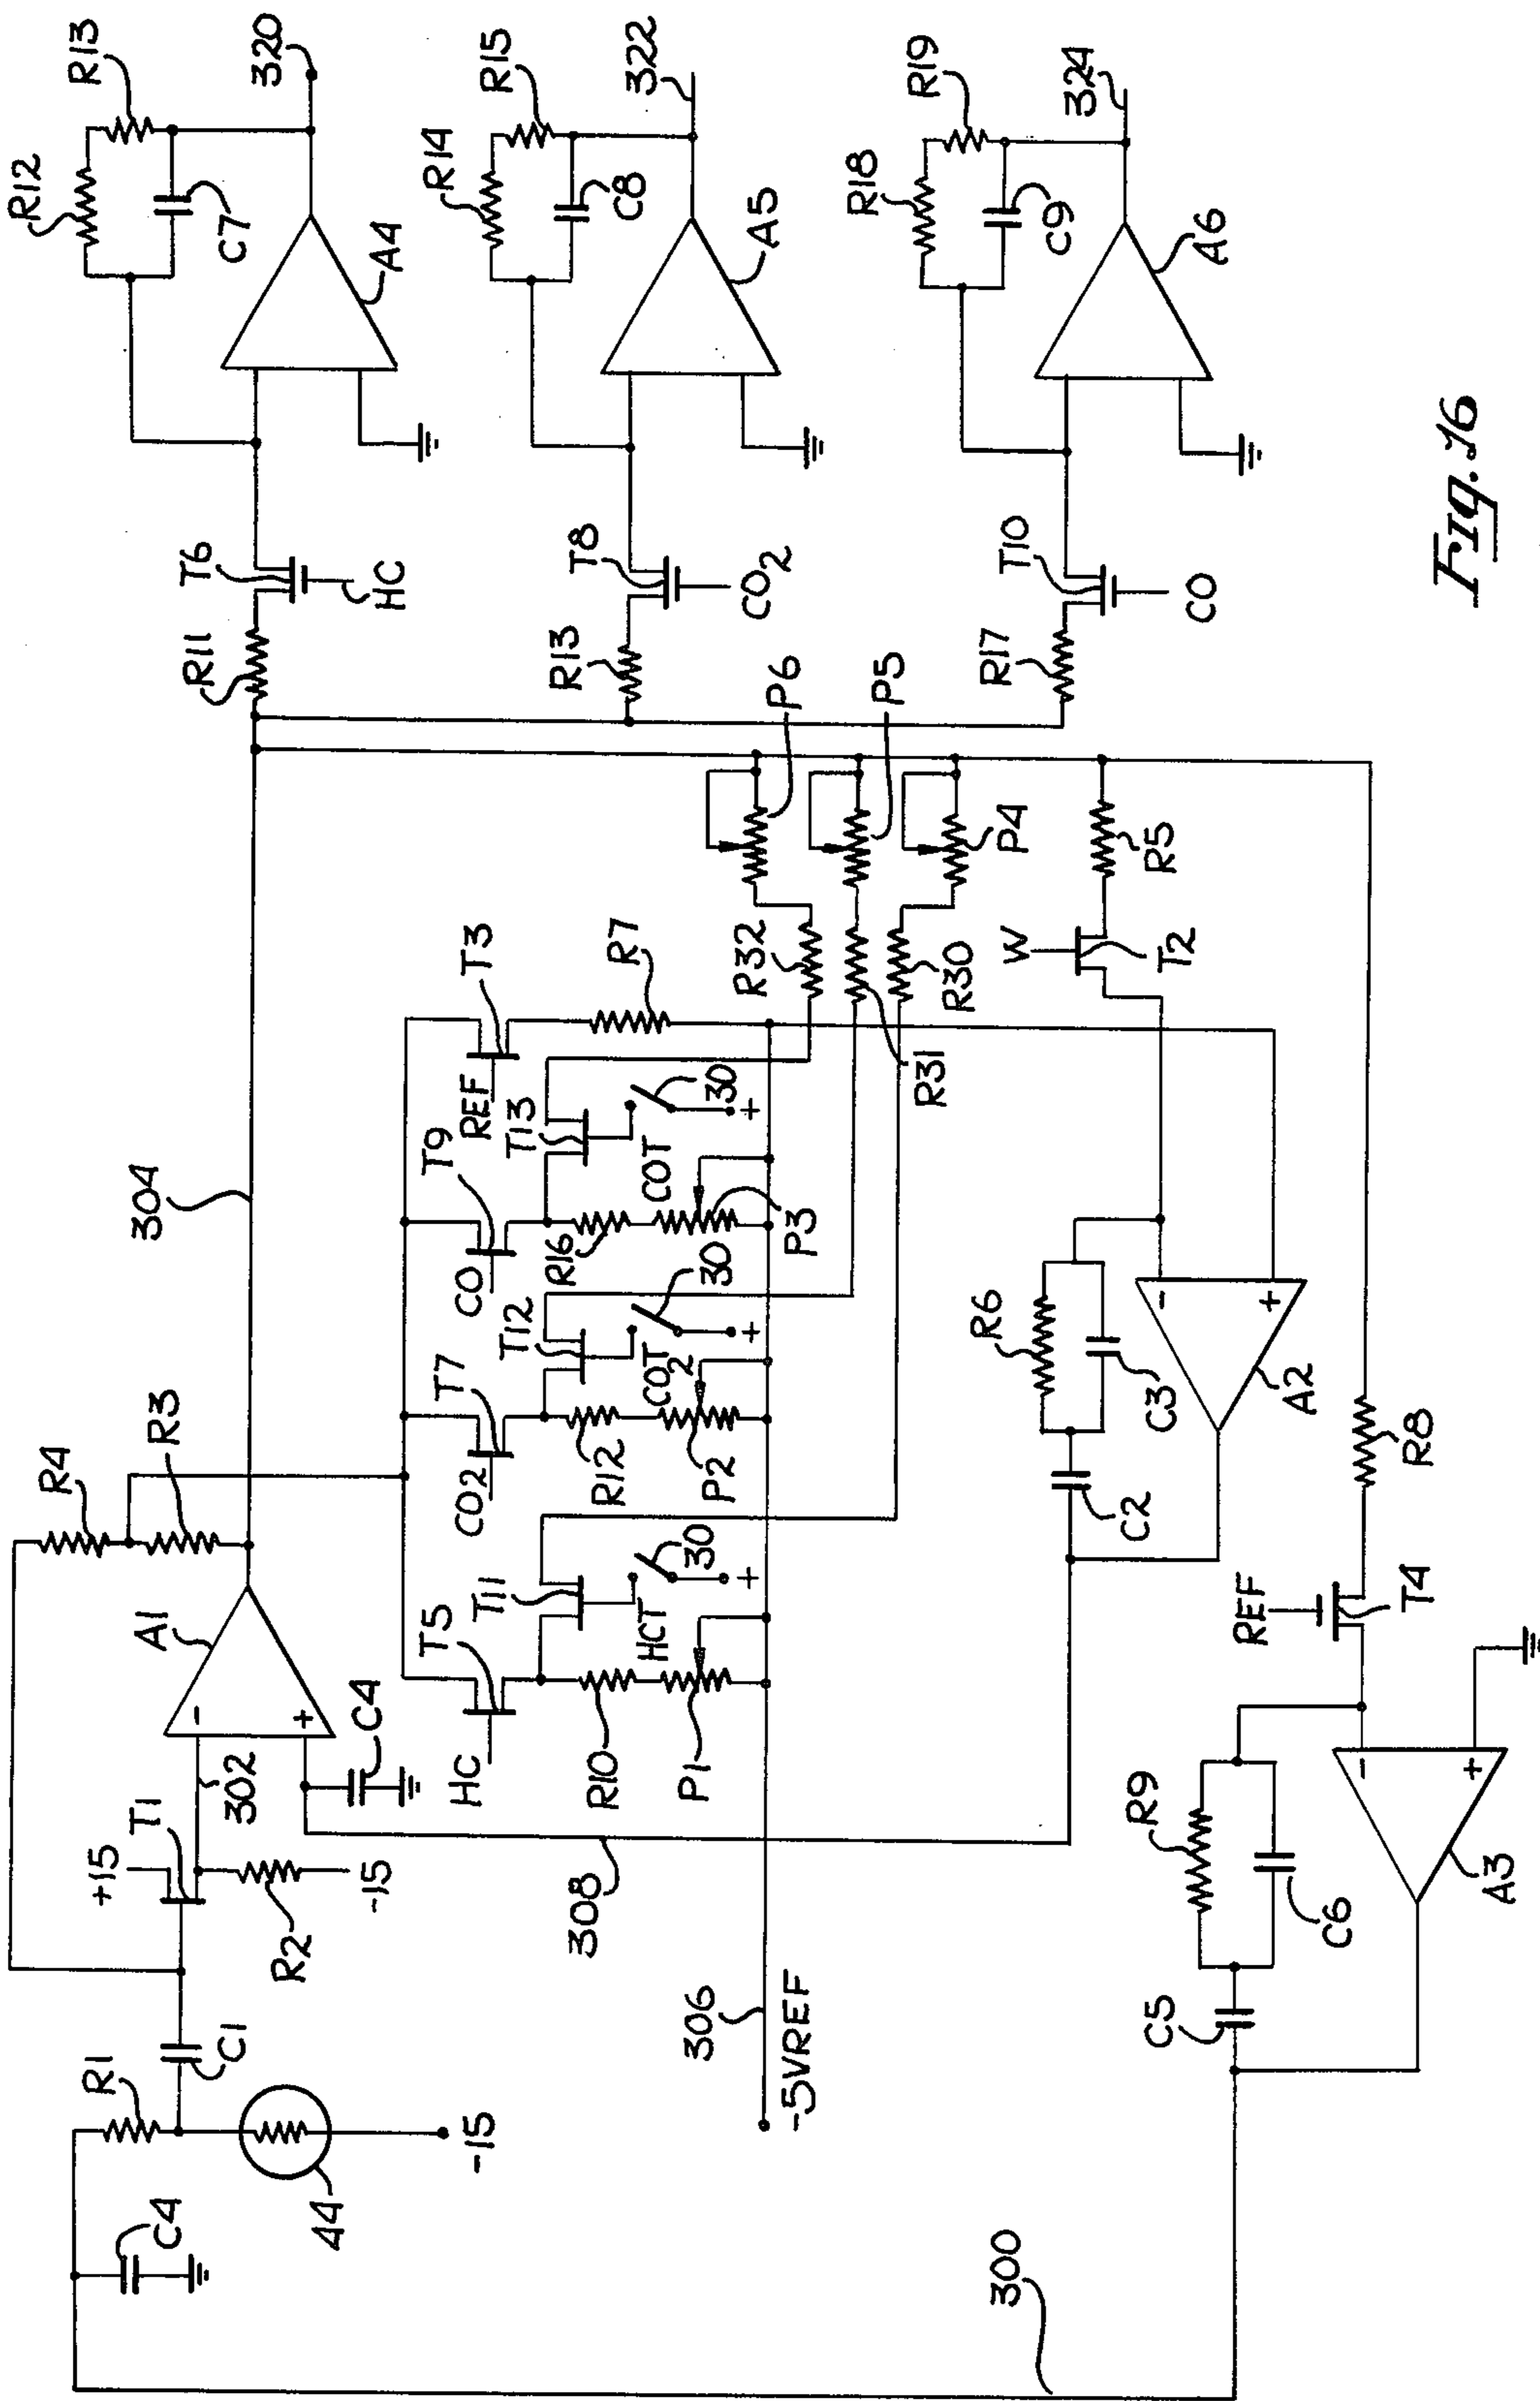 R13
320
R12
C7
A4
T6
HC
R11
R15
322
R14
C8
A5
T8
CO2
R13
R19
324
R18
C9
A6
T10
CO
R17
P6
P5
P4
R5
W
T2
R32
R31
R30
304
R4
R3
A1
-
+
302
C4
+15
T1
R2
-15
308
C1
R1
44
-15
C4
T3
REF
R7
T9
CO
T13
30
COT
+
R16
P3
T7
CO2
T12
30
COT2
+
R12
P2
T5
HC
T11
30
HCT
+
R10
P1
306
-5VREF
R6
C3
C2
-
+
A2
R8
REF
T4
R9
C6
C5
-
+
A3
300
Fig. 16